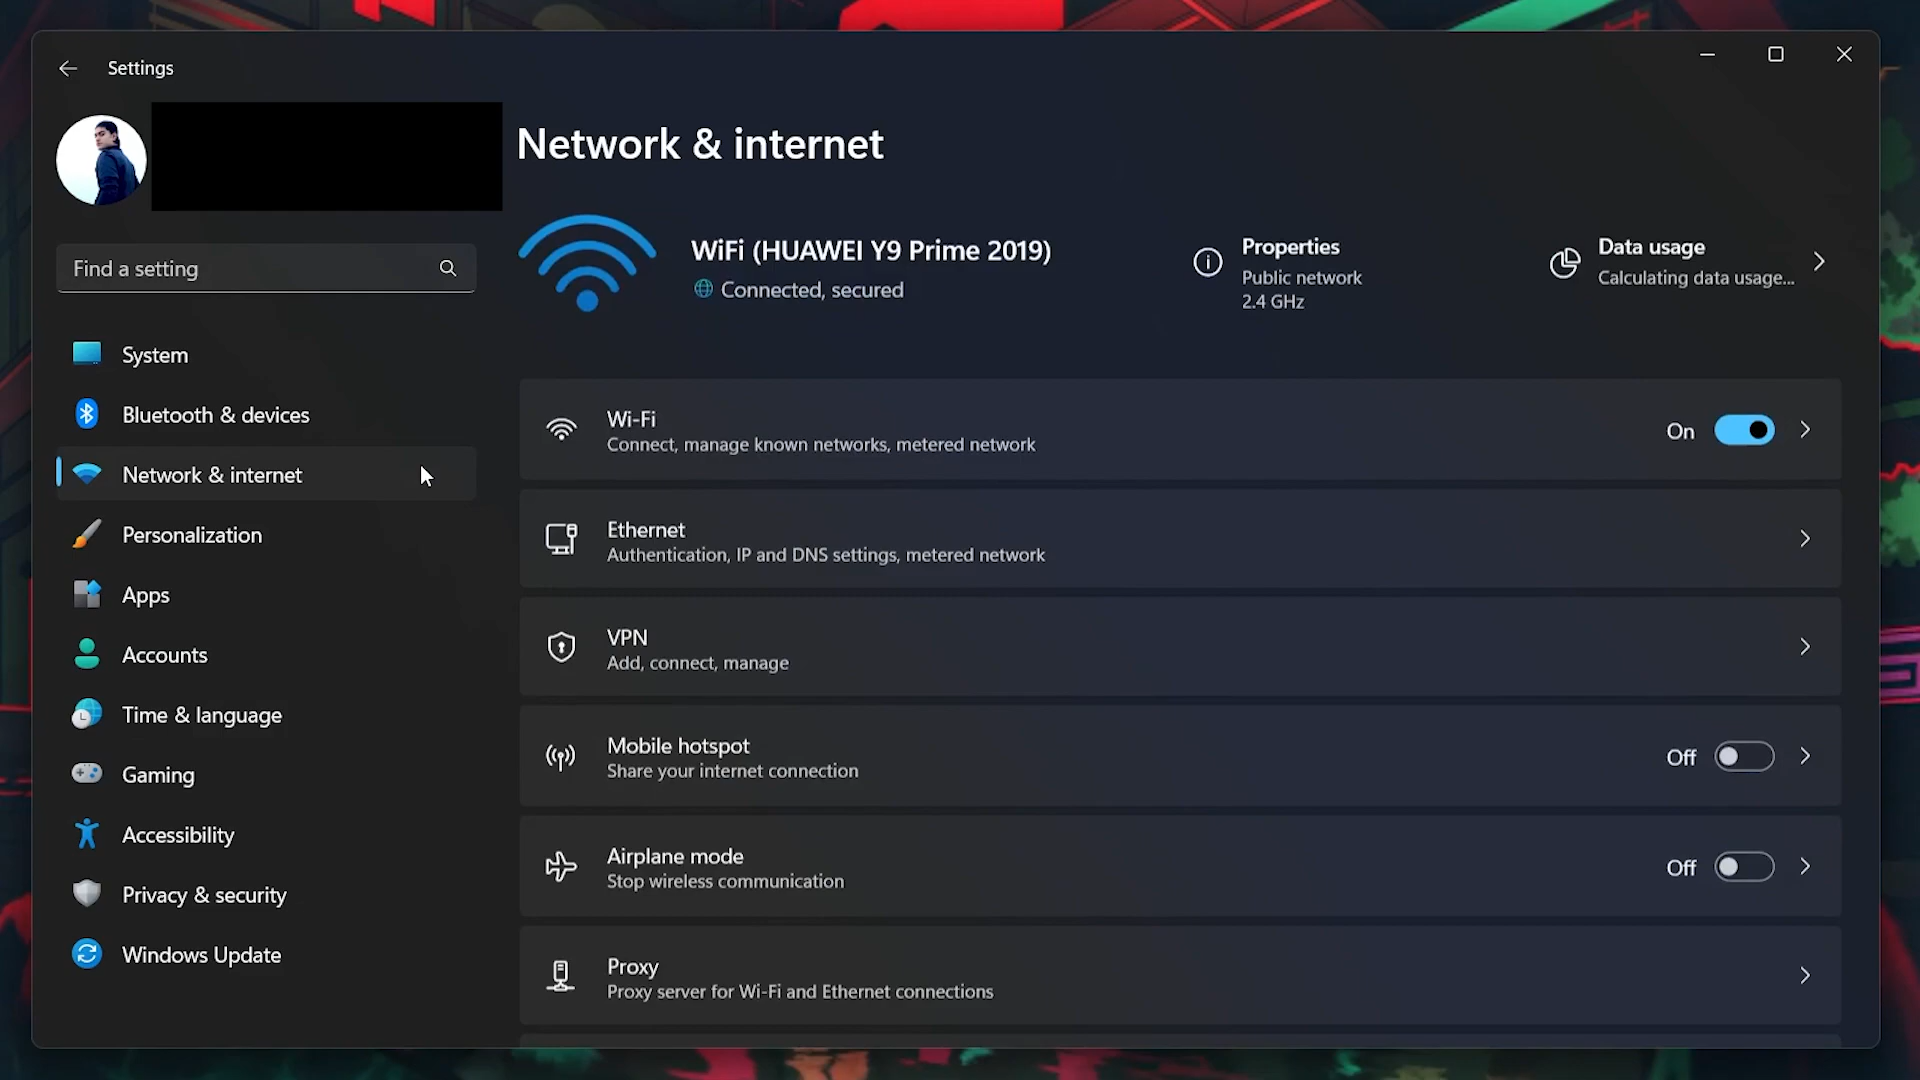 Settings
Network & internet
Find a setting
WiFi (HUAWEI Y9 Prime 2019)
Connected, secured
Properties
Public network
2.4 GHz
Data usage
Calculating data usage...
System
Bluetooth & devices
Network & internet
Personalization
Apps
Accounts
Time & language
Gaming
Accessibility
Privacy & security
Windows Update
Wi-Fi
Connect, manage known networks, metered network
On
Ethernet
Authentication, IP and DNS settings, metered network
VPN
Add, connect, manage
Mobile hotspot
Share your internet connection
Off
Airplane mode
Stop wireless communication
Off
Proxy
Proxy server for Wi-Fi and Ethernet connections